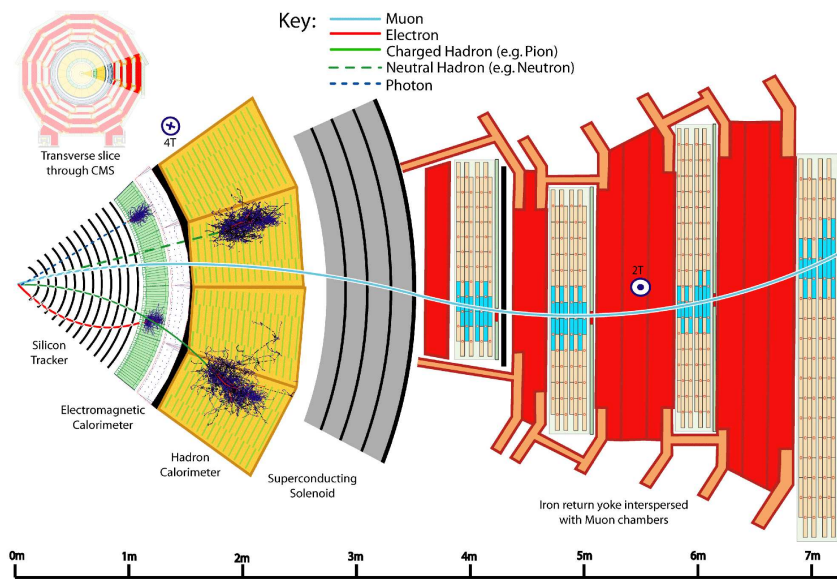 Key:
Muon
Electron
Charged Hadron (e.g. Pion)
Neutral Hadron (e.g. Neutron)
Photon
Transverse slice
through CMS
4T
2T
Silicon
Tracker
Electromagnetic
Calorimeter
Hadron
Calorimeter
Superconducting
Solenoid
Iron return yoke interspersed
with Muon chambers
0m 1m 2m 3m 4m 5m 6m 7m